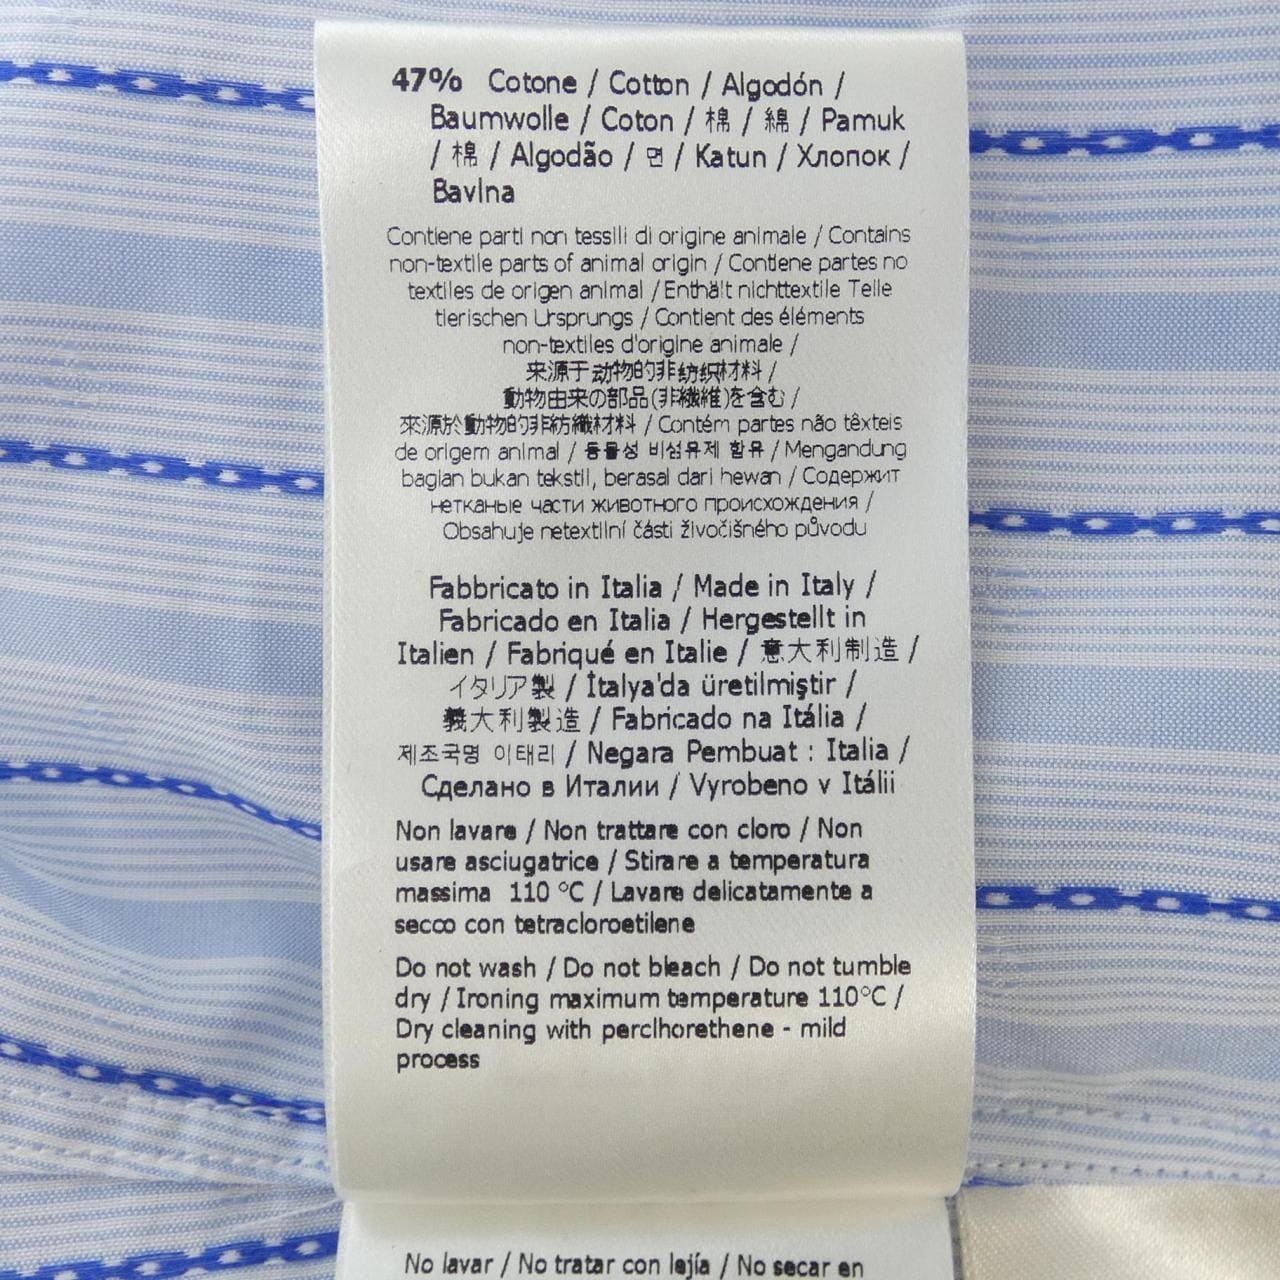 47% Cotone / Cotton / Algodón /
Baumwolle / Coton / 棉 / 綿 / Pamuk
/ 棉 / Algodão / 면 / Katun / Хлопок /
Bavlna
Contiene parti non tessili di origine animale / Contains
non-textile parts of animal origin / Contiene partes no
textiles de origen animal / Enthält nichttextile Teile
tierischen Ursprungs / Contient des éléments
non-textiles d'origine animale /
来源于动物的非纺织材料 /
動物由来の部品(非繊維)を含む /
來源於動物的非紡織材料 / Contém partes não têxteis
de origem animal / 동물성 비섬유제 함유 / Mengandung
bagian bukan tekstil, berasal dari hewan / Содержит
нетканые части животного происхождения /
Obsahuje netextilní části živočišného původu
Fabbricato in Italia / Made in Italy /
Fabricado en Italia / Hergestellt in
Italien / Fabriqué en Italie / 意大利制造 /
イタリア製 / İtalya'da üretilmiştir /
義大利製造 / Fabricado na Itália /
제조국명 이태리 / Negara Pembuat : Italia /
Сделано в Италии / Vyrobeno v Itálii
Non lavare / Non trattare con cloro / Non
usare asciugatrice / Stirare a temperatura
massima 110 °C / Lavare delicatamente a
secco con tetracloroetilene
Do not wash / Do not bleach / Do not tumble
dry / Ironing maximum temperature 110°C /
Dry cleaning with perclhorethene - mild
process
No lavar / No tratar con lejía / No secar en